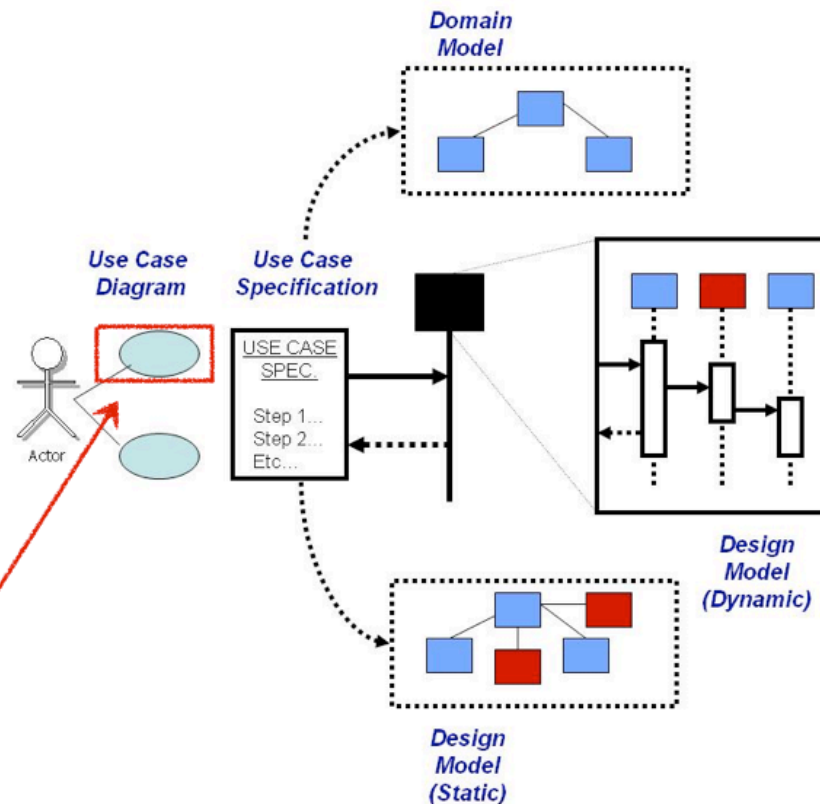 Domain
Model
Use Case
Diagram
Use Case
Specification
USE CASE
SPEC.
Step 1...
Step 2...
Etc...
Actor
Design
Model
(Dynamic)
Design
Model
(Static)